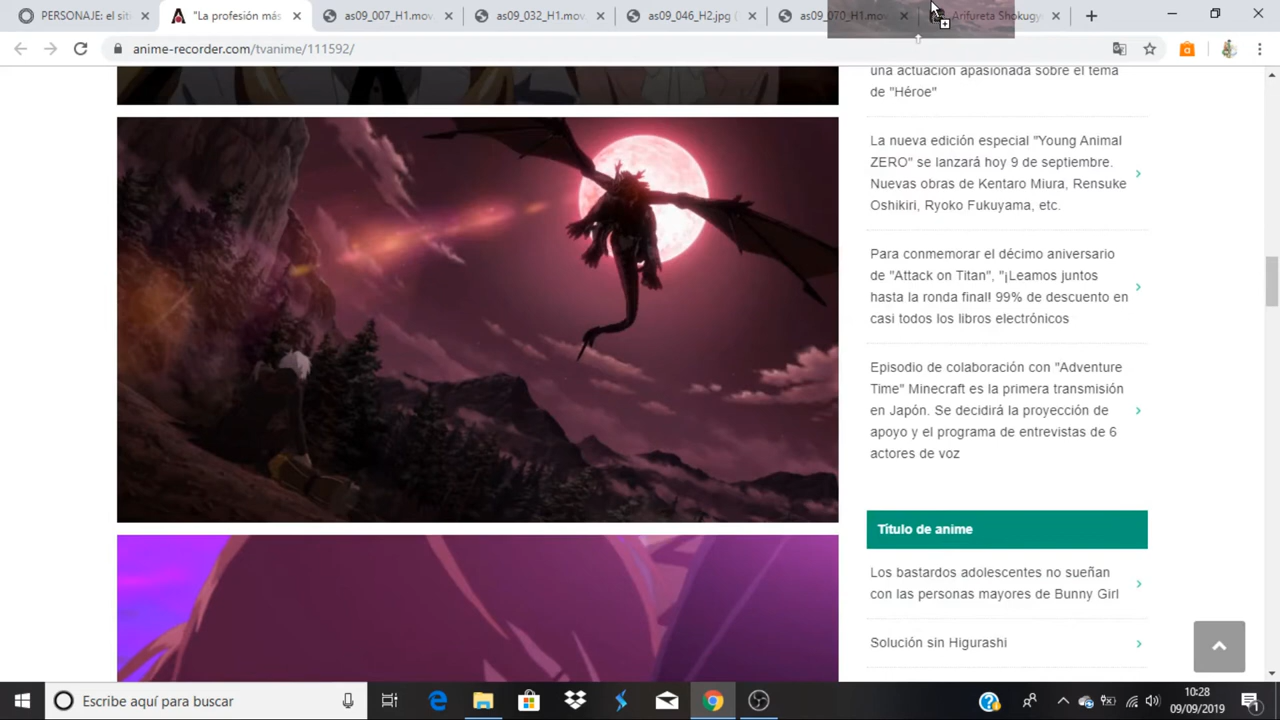 PERSONAJE: el sit
"La profesión más
as09_007_H1.mov
as09_032_H1.mov
as09_046_H2.jpg (
as09_070_H1.mov
Arifureta Shokugy
anime-recorder.com/tvanime/111592/
una actuación apasionada sobre el tema
de "Héroe"
La nueva edición especial "Young Animal
ZERO" se lanzará hoy 9 de septiembre.
Nuevas obras de Kentaro Miura, Rensuke
Oshikiri, Ryoko Fukuyama, etc.
Para conmemorar el décimo aniversario
de "Attack on Titan", "¡Leamos juntos
hasta la ronda final! 99% de descuento en
casi todos los libros electrónicos
Episodio de colaboración con "Adventure
Time" Minecraft es la primera transmisión
en Japón. Se decidirá la proyección de
apoyo y el programa de entrevistas de 6
actores de voz
Título de anime
Los bastardos adolescentes no sueñan
con las personas mayores de Bunny Girl
Solución sin Higurashi
Escribe aquí para buscar
10:28
09/09/2019
1